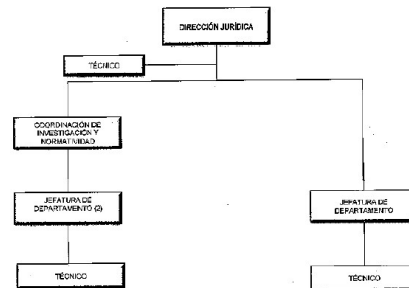 DIRECCIÓN JURÍDICA
TÉCNICO
COORDINACIÓN DE
INVESTIGACIÓN Y
NORMATIVIDAD
JEFATURA DE
DEPARTAMENTO (2)
JEFATURA DE
DEPARTAMENTO
TÉCNICO
TÉCNICO